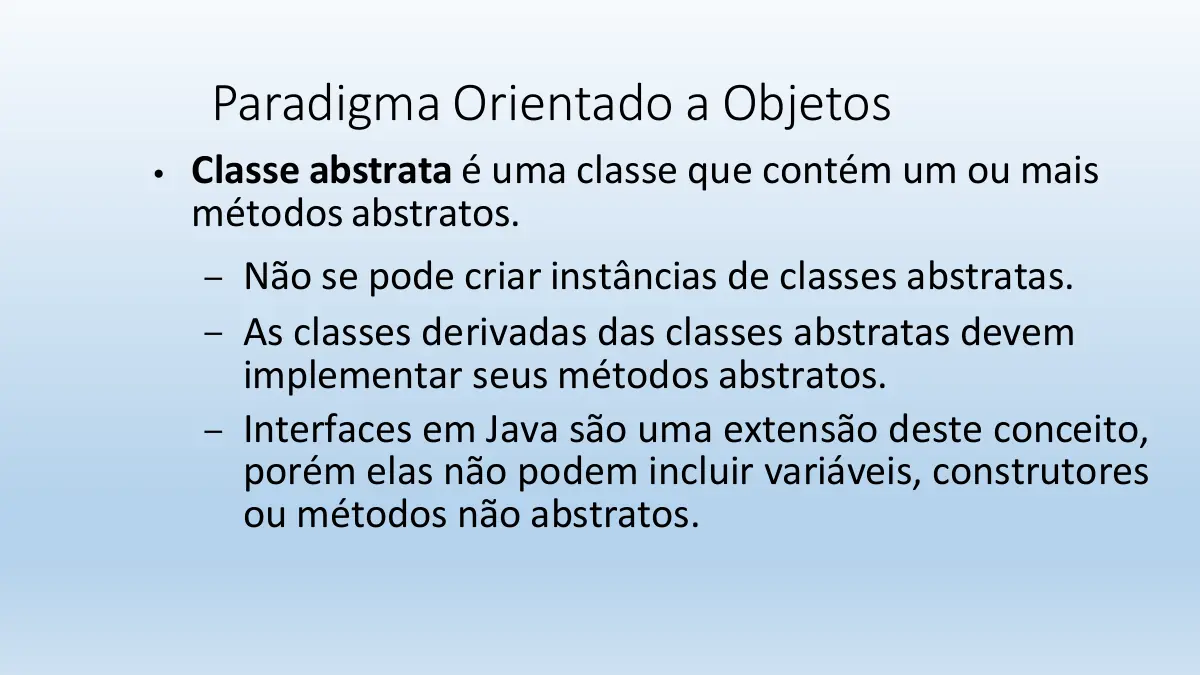 Paradigma Orientado a Objetos
• Classe abstrata é uma classe que contém um ou mais
métodos abstratos.
– Não se pode criar instâncias de classes abstratas.
– As classes derivadas das classes abstratas devem
implementar seus métodos abstratos.
– Interfaces em Java são uma extensão deste conceito,
porém elas não podem incluir variáveis, construtores
ou métodos não abstratos.